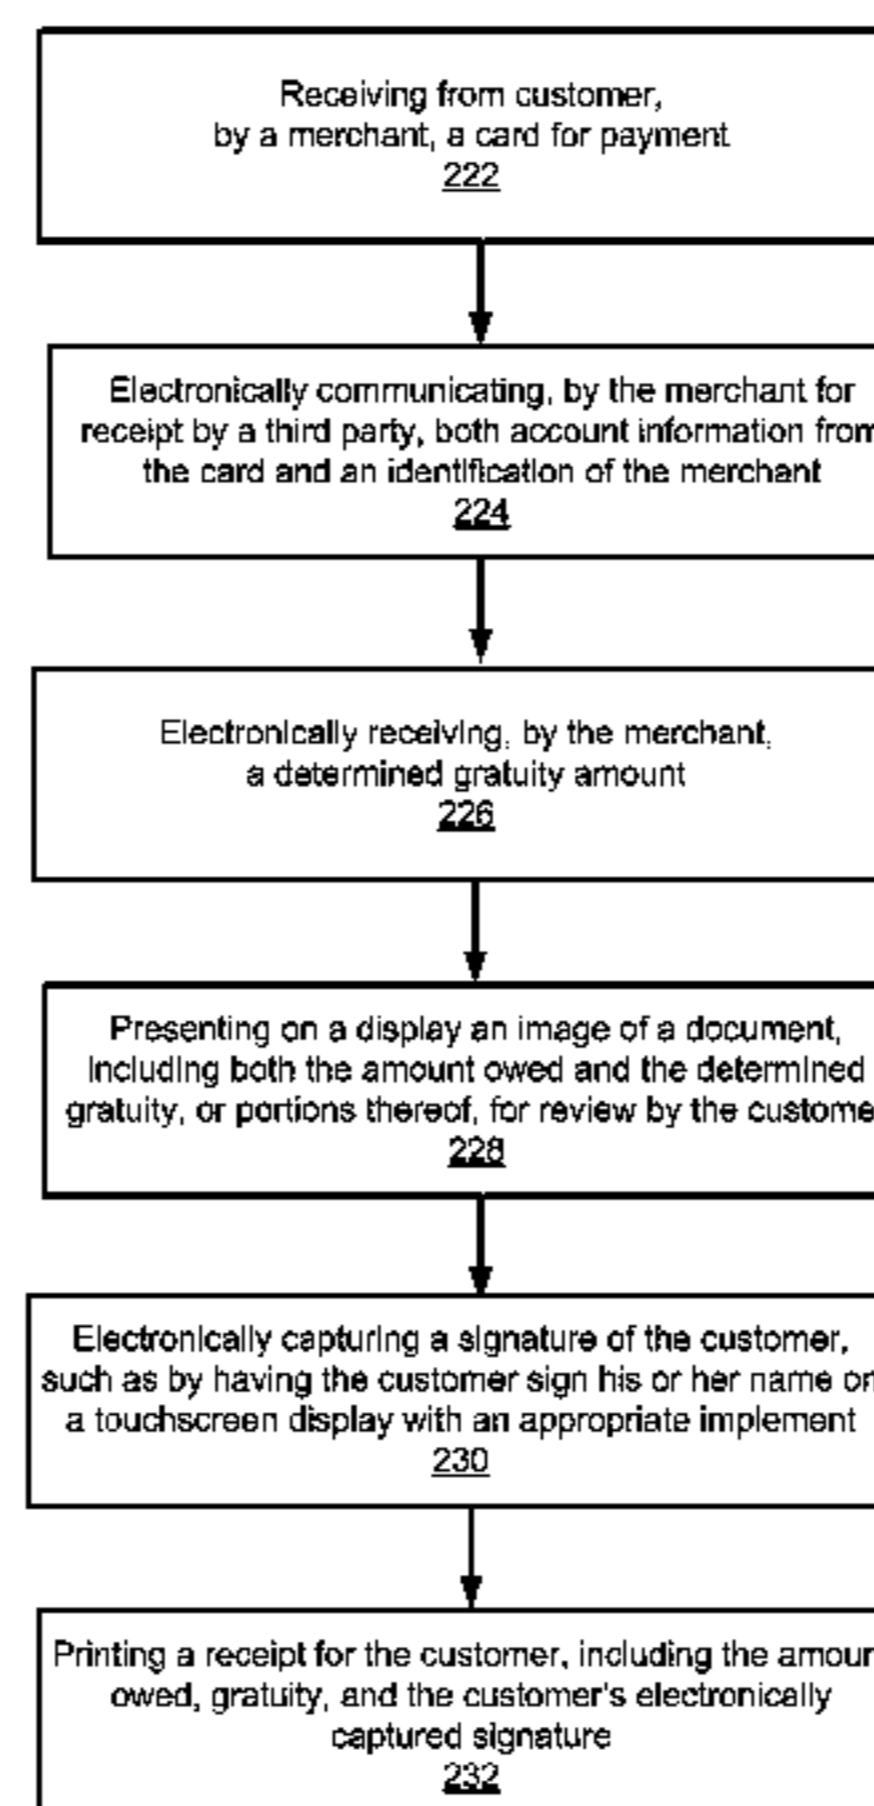 Receiving from customer,
by a merchant, a card for payment
222
Electronically communicating, by the merchant for
receipt by a third party, both account information from
the card and an identification of the merchant
224
Electronically receiving, by the merchant,
a determined gratuity amount
226
Presenting on a display an image of a document,
including both the amount owed and the determined
gratuity, or portions thereof, for review by the custome
228
Electronically capturing a signature of the customer,
such as by having the customer sign his or her name on
a touchscreen display with an appropriate implement
230
Printing a receipt for the customer, including the amoun
owed, gratuity, and the customer's electronically
captured signature
232